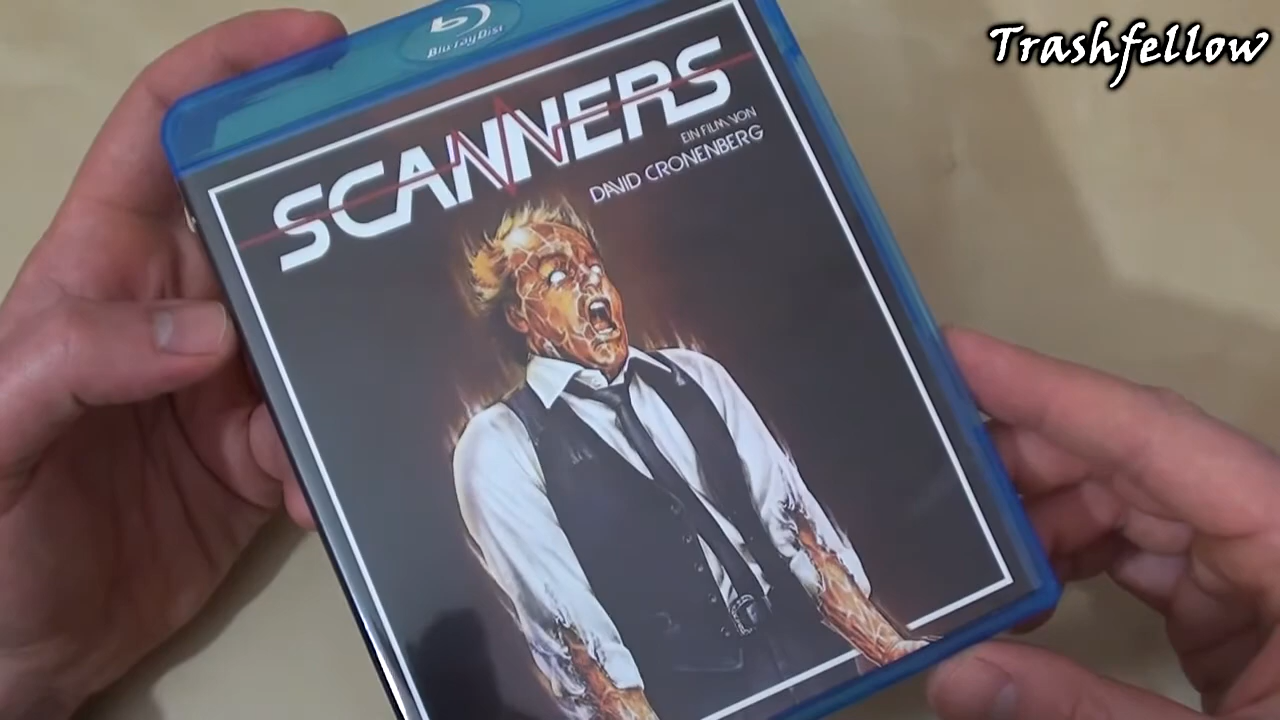 Trashfellow
Blu-ray Disc
SCANNERS
EIN FILM VON
DAVID CRONENBERG